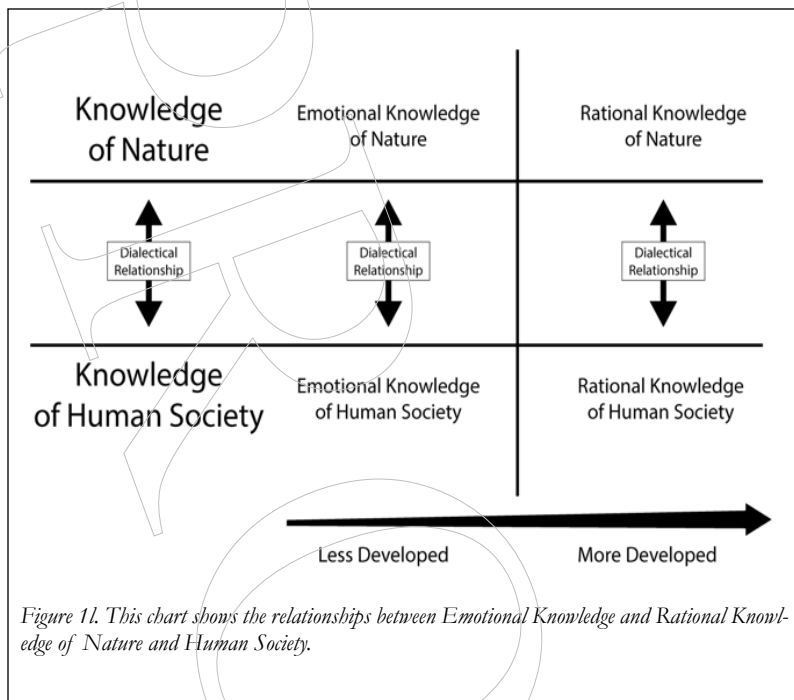 Knowledge
of Nature
Emotional Knowledge
of Nature
Rational Knowledge
of Nature
Dialectical
Relationship
Dialectical
Relationship
Dialectical
Relationship
Knowledge
of Human Society
Emotional Knowledge
of Human Society
Rational Knowledge
of Human Society
Less Developed
More Developed
Figure 1l. This chart shows the relationships between Emotional Knowledge and Rational Knowl-
edge of Nature and Human Society.